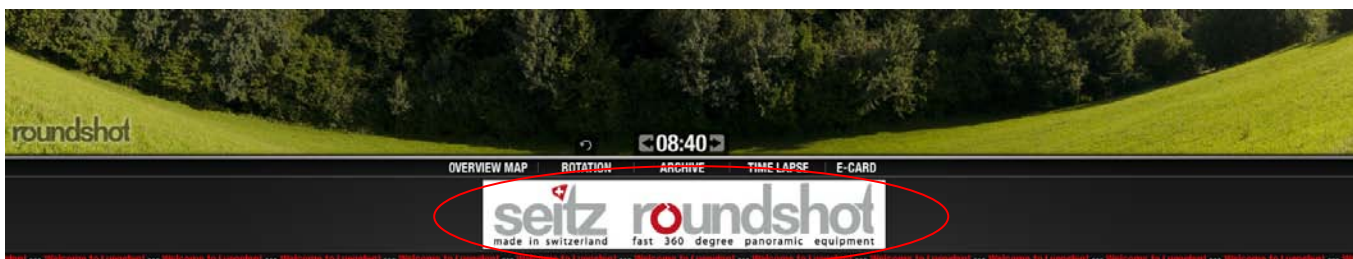 roundshot
08:40
OVERVIEW MAP | ROTATION | ARCHIVE | TIME LAPSE | E-CARD
seitz roundshot
made in switzerland fast 360 degree panoramic equipment